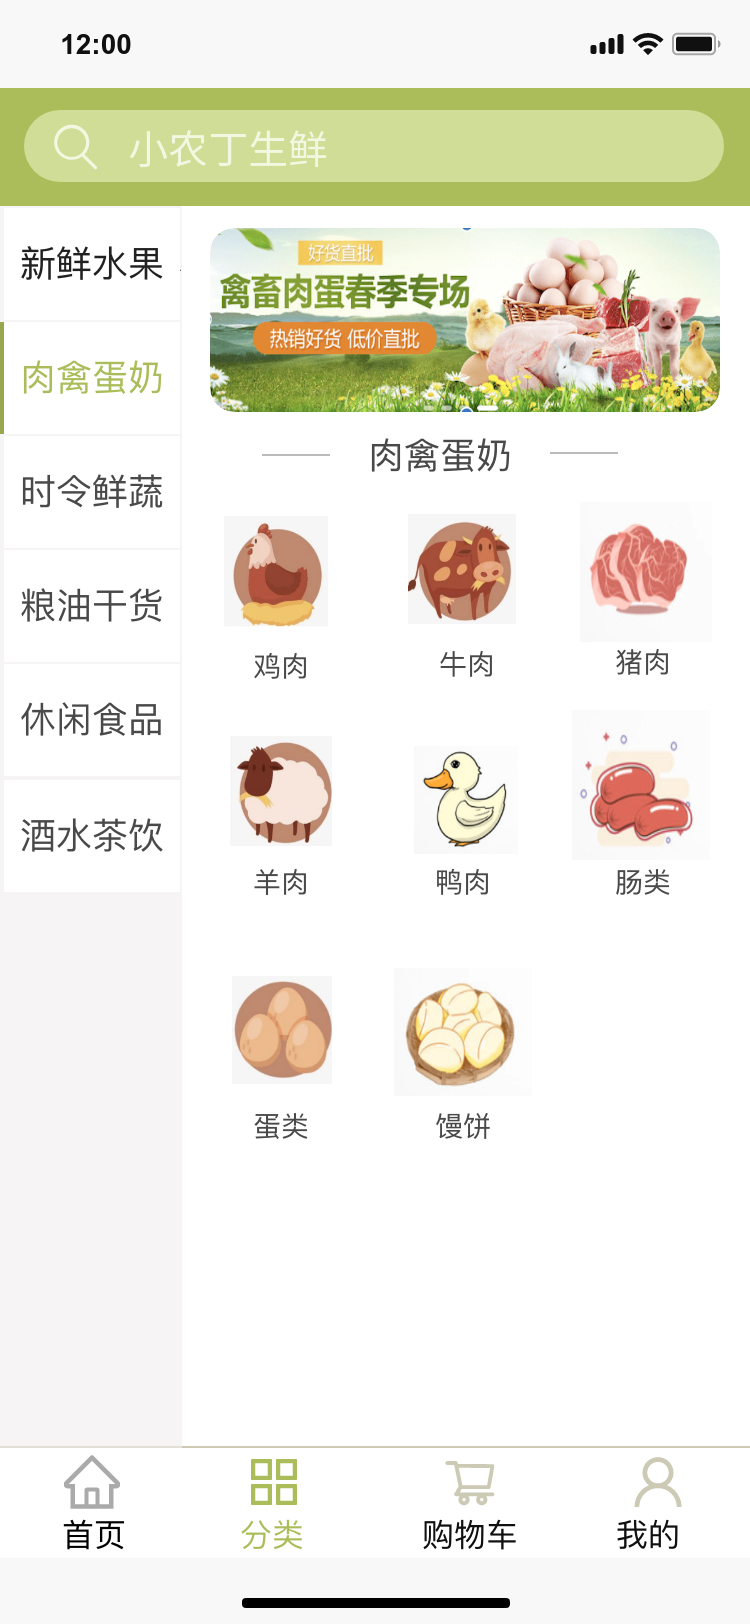 12:00
小农丁生鲜
新鲜水果
肉禽蛋奶
时令鲜蔬
粮油干货
休闲食品
酒水茶饮
好货直批
禽畜肉蛋春季专场
热销好货 低价直批
肉禽蛋奶
鸡肉
牛肉
猪肉
羊肉
鸭肉
肠类
蛋类
馒饼
首页
分类
购物车
我的